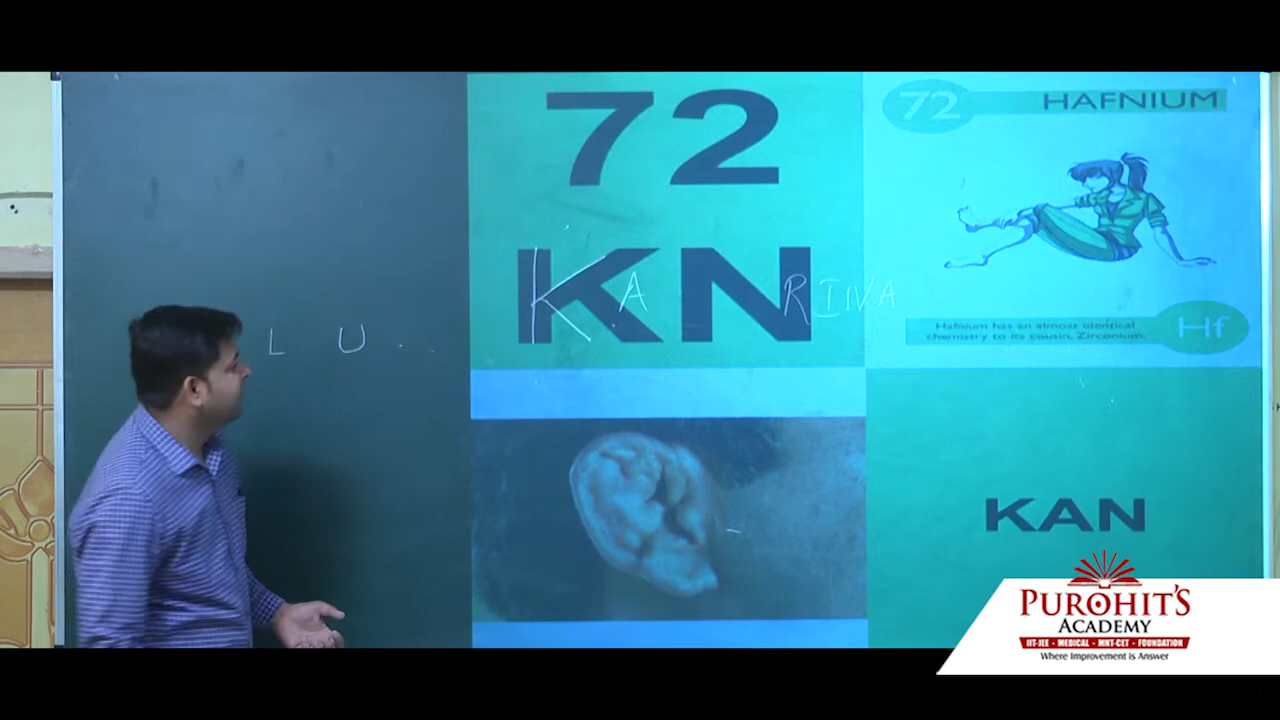 72
KN
KARINA
L U
72 HAFNIUM
Hafnium has an almost identical
chemistry to its cousin, Zirconium.
Hf
KAN
PUROHIT'S
ACADEMY
IIT-JEE - MEDICAL - MHT-CET - FOUNDATION
Where Improvement is Answer